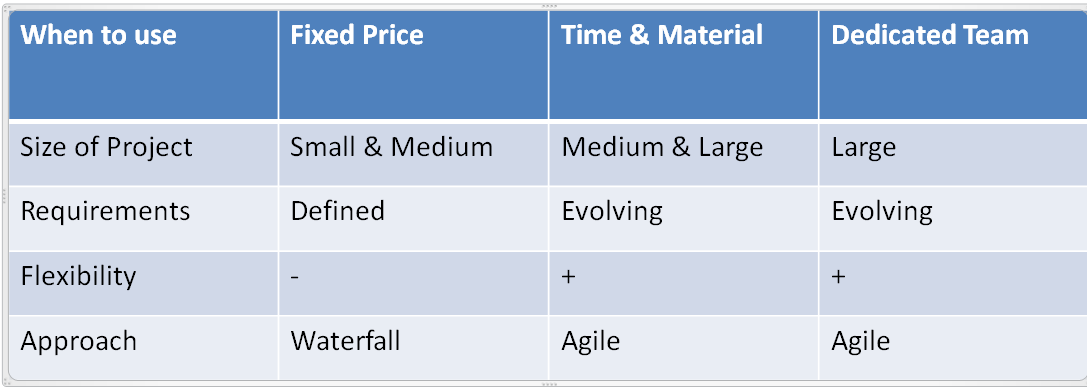 When to use Fixed Price Time & Material Dedicated Team
Size of Project Small & Medium Medium & Large Large
Requirements Defined Evolving Evolving
Flexibility - + +
Approach Waterfall Agile Agile